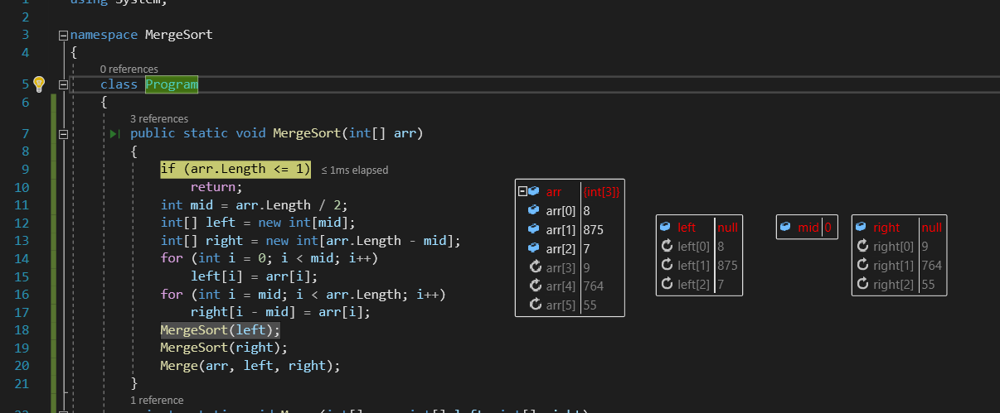 1 using System;
2
3 namespace MergeSort
4 {
0 references
5 class Program
6 {
3 references
7 public static void MergeSort(int[] arr)
8 {
9 if (arr.Length <= 1) ≤ 1ms elapsed
10 return;
11 int mid = arr.Length / 2;
12 int[] left = new int[mid];
13 int[] right = new int[arr.Length - mid];
14 for (int i = 0; i < mid; i++)
15 left[i] = arr[i];
16 for (int i = mid; i < arr.Length; i++)
17 right[i - mid] = arr[i];
18 MergeSort(left);
19 MergeSort(right);
20 Merge(arr, left, right);
21 }
1 reference
arr {int[3]}
arr[0] 8
arr[1] 875
arr[2] 7
arr[3] 9
arr[4] 764
arr[5] 55
left null
left[0] 8
left[1] 875
left[2] 7
mid 0
right null
right[0] 9
right[1] 764
right[2] 55